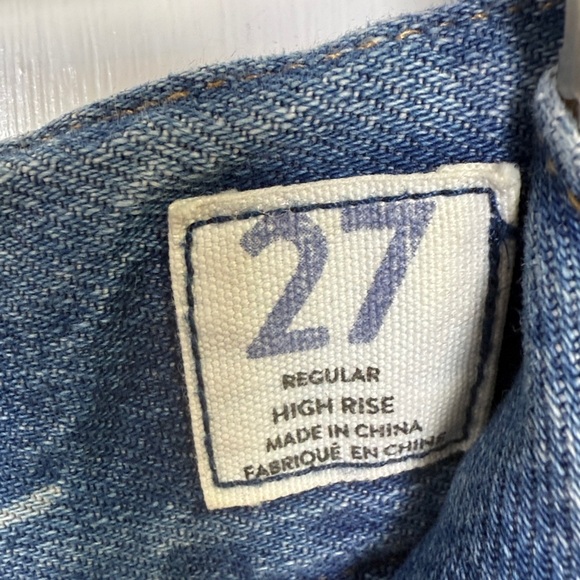 27
REGULAR
HIGH RISE
MADE IN CHINA
FABRIQUÉ EN CHINE